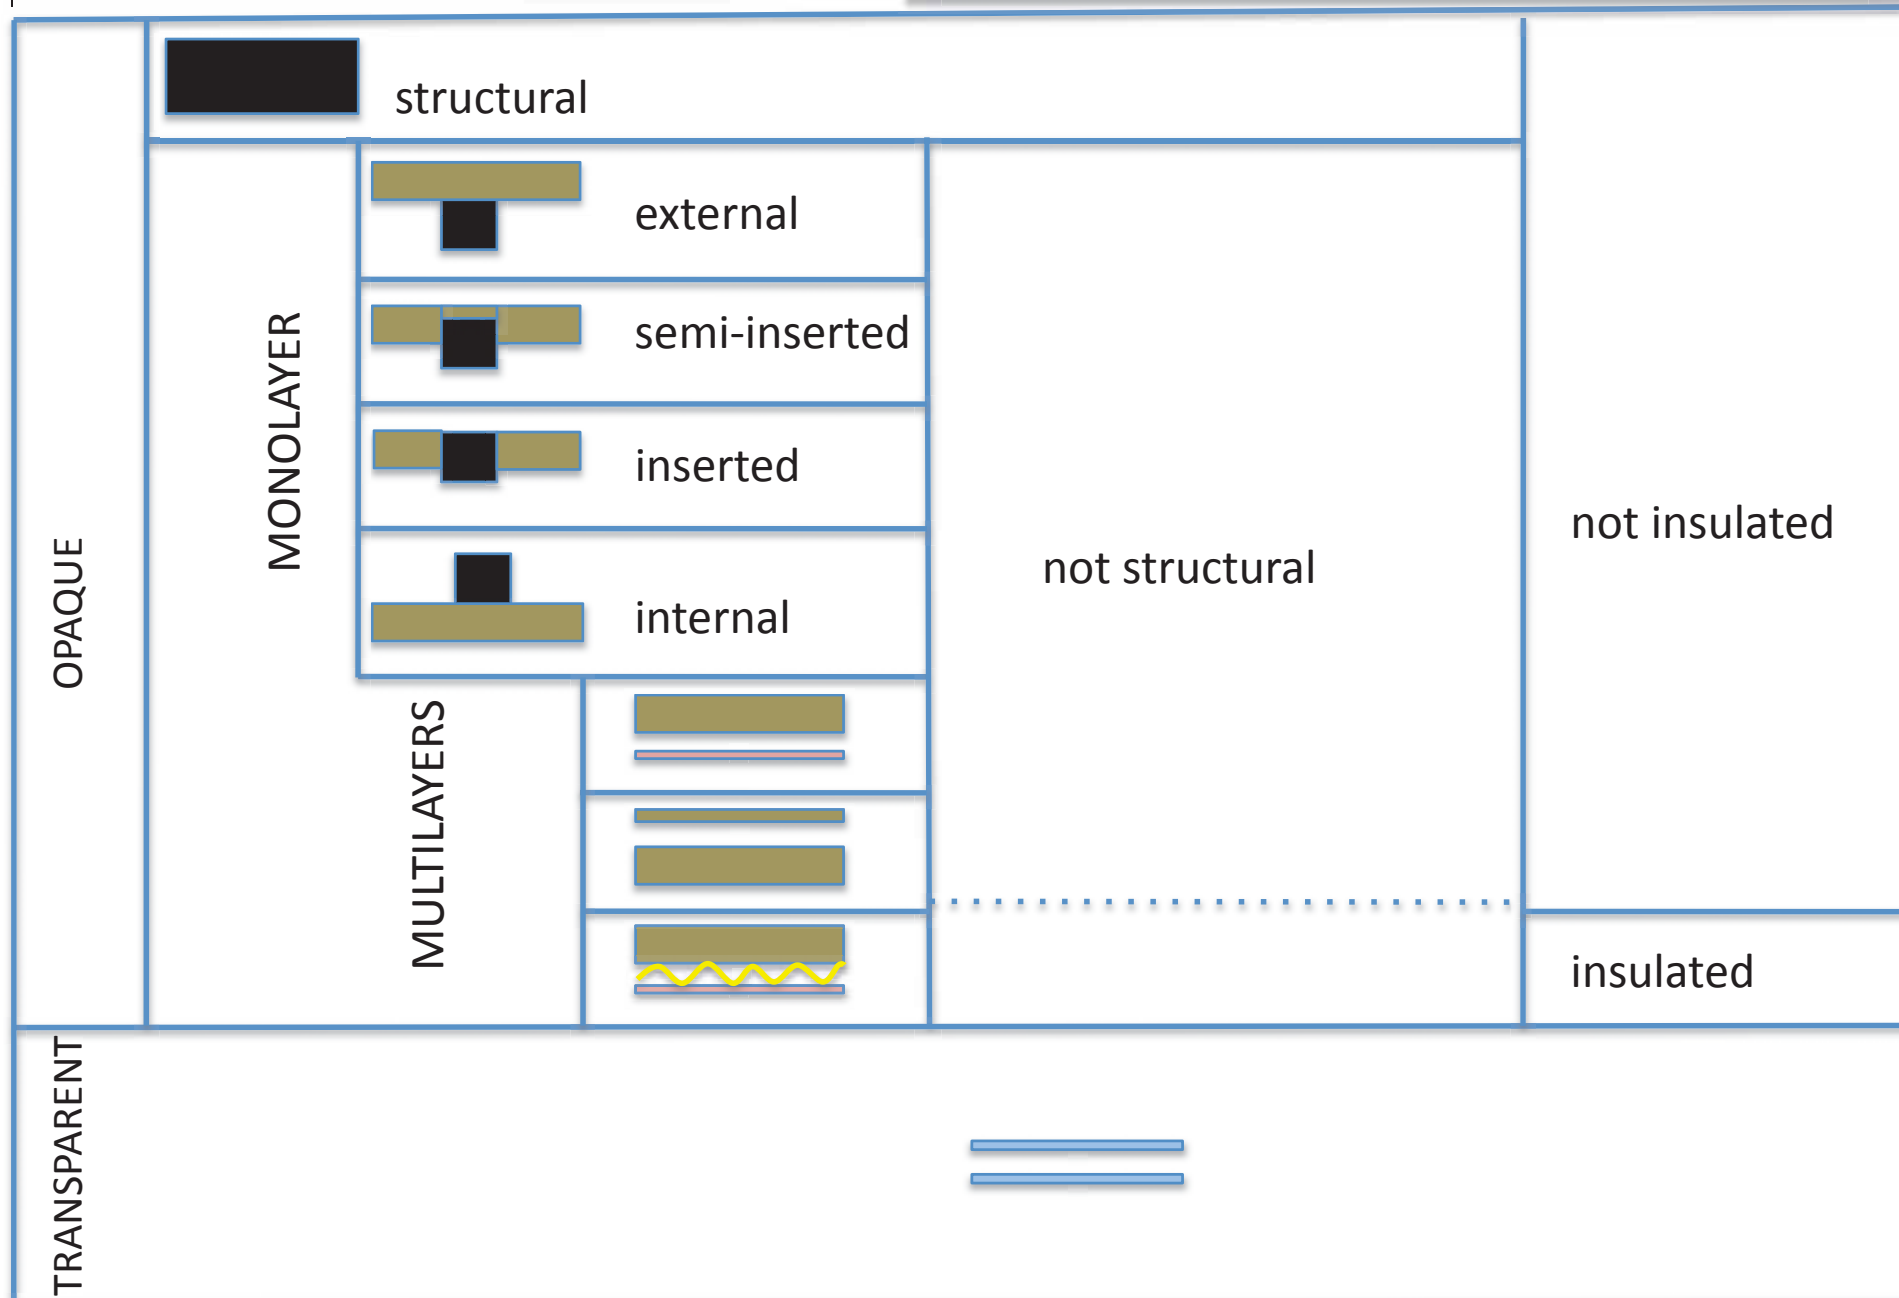 structural
external
semi-inserted
MONOLAYER
inserted
not insulated
not structural
OPAQUE
internal
MULTILAYERS
insulated
TRANSPARENT